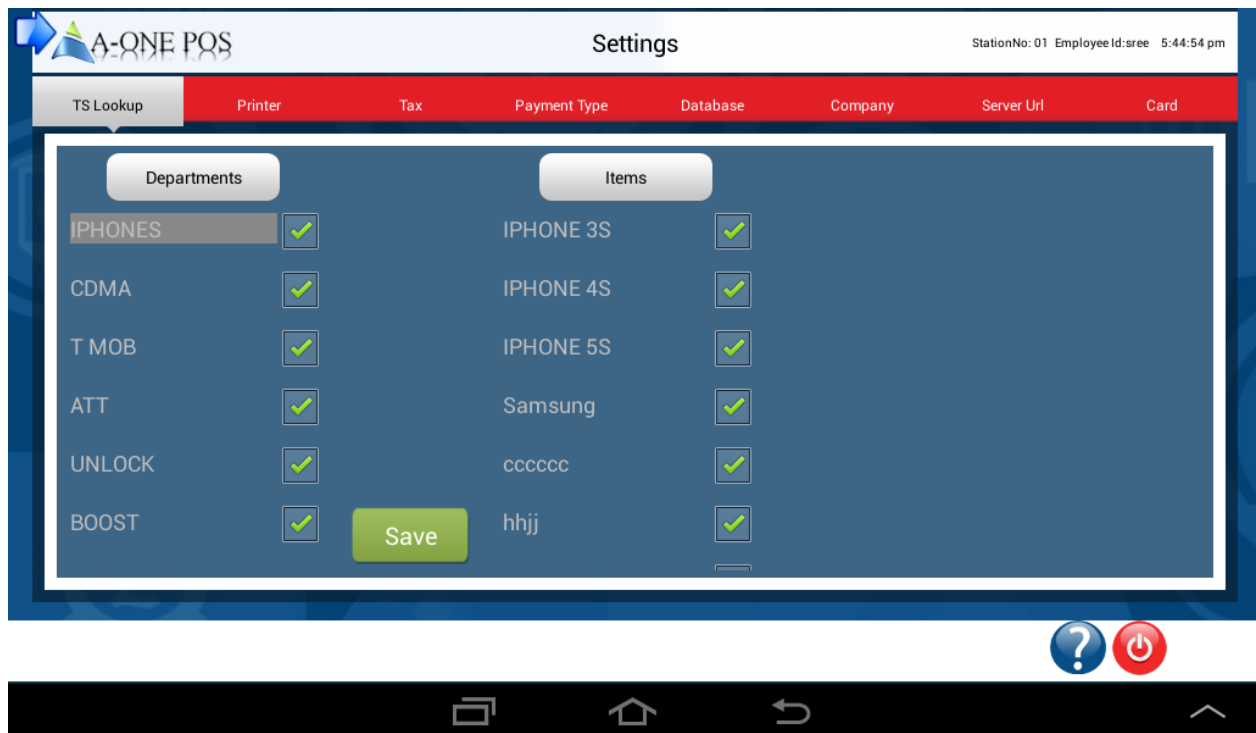 A-ONE POS
Settings
StationNo: 01 Employee Id:sree 5:44:54 pm
TS Lookup Printer Tax Payment Type Database Company Server Url Card
Departments Items
IPHONES IPHONE 3S
CDMA IPHONE 4S
T MOB IPHONE 5S
ATT Samsung
UNLOCK cccccc
BOOST hhjj
Save
?